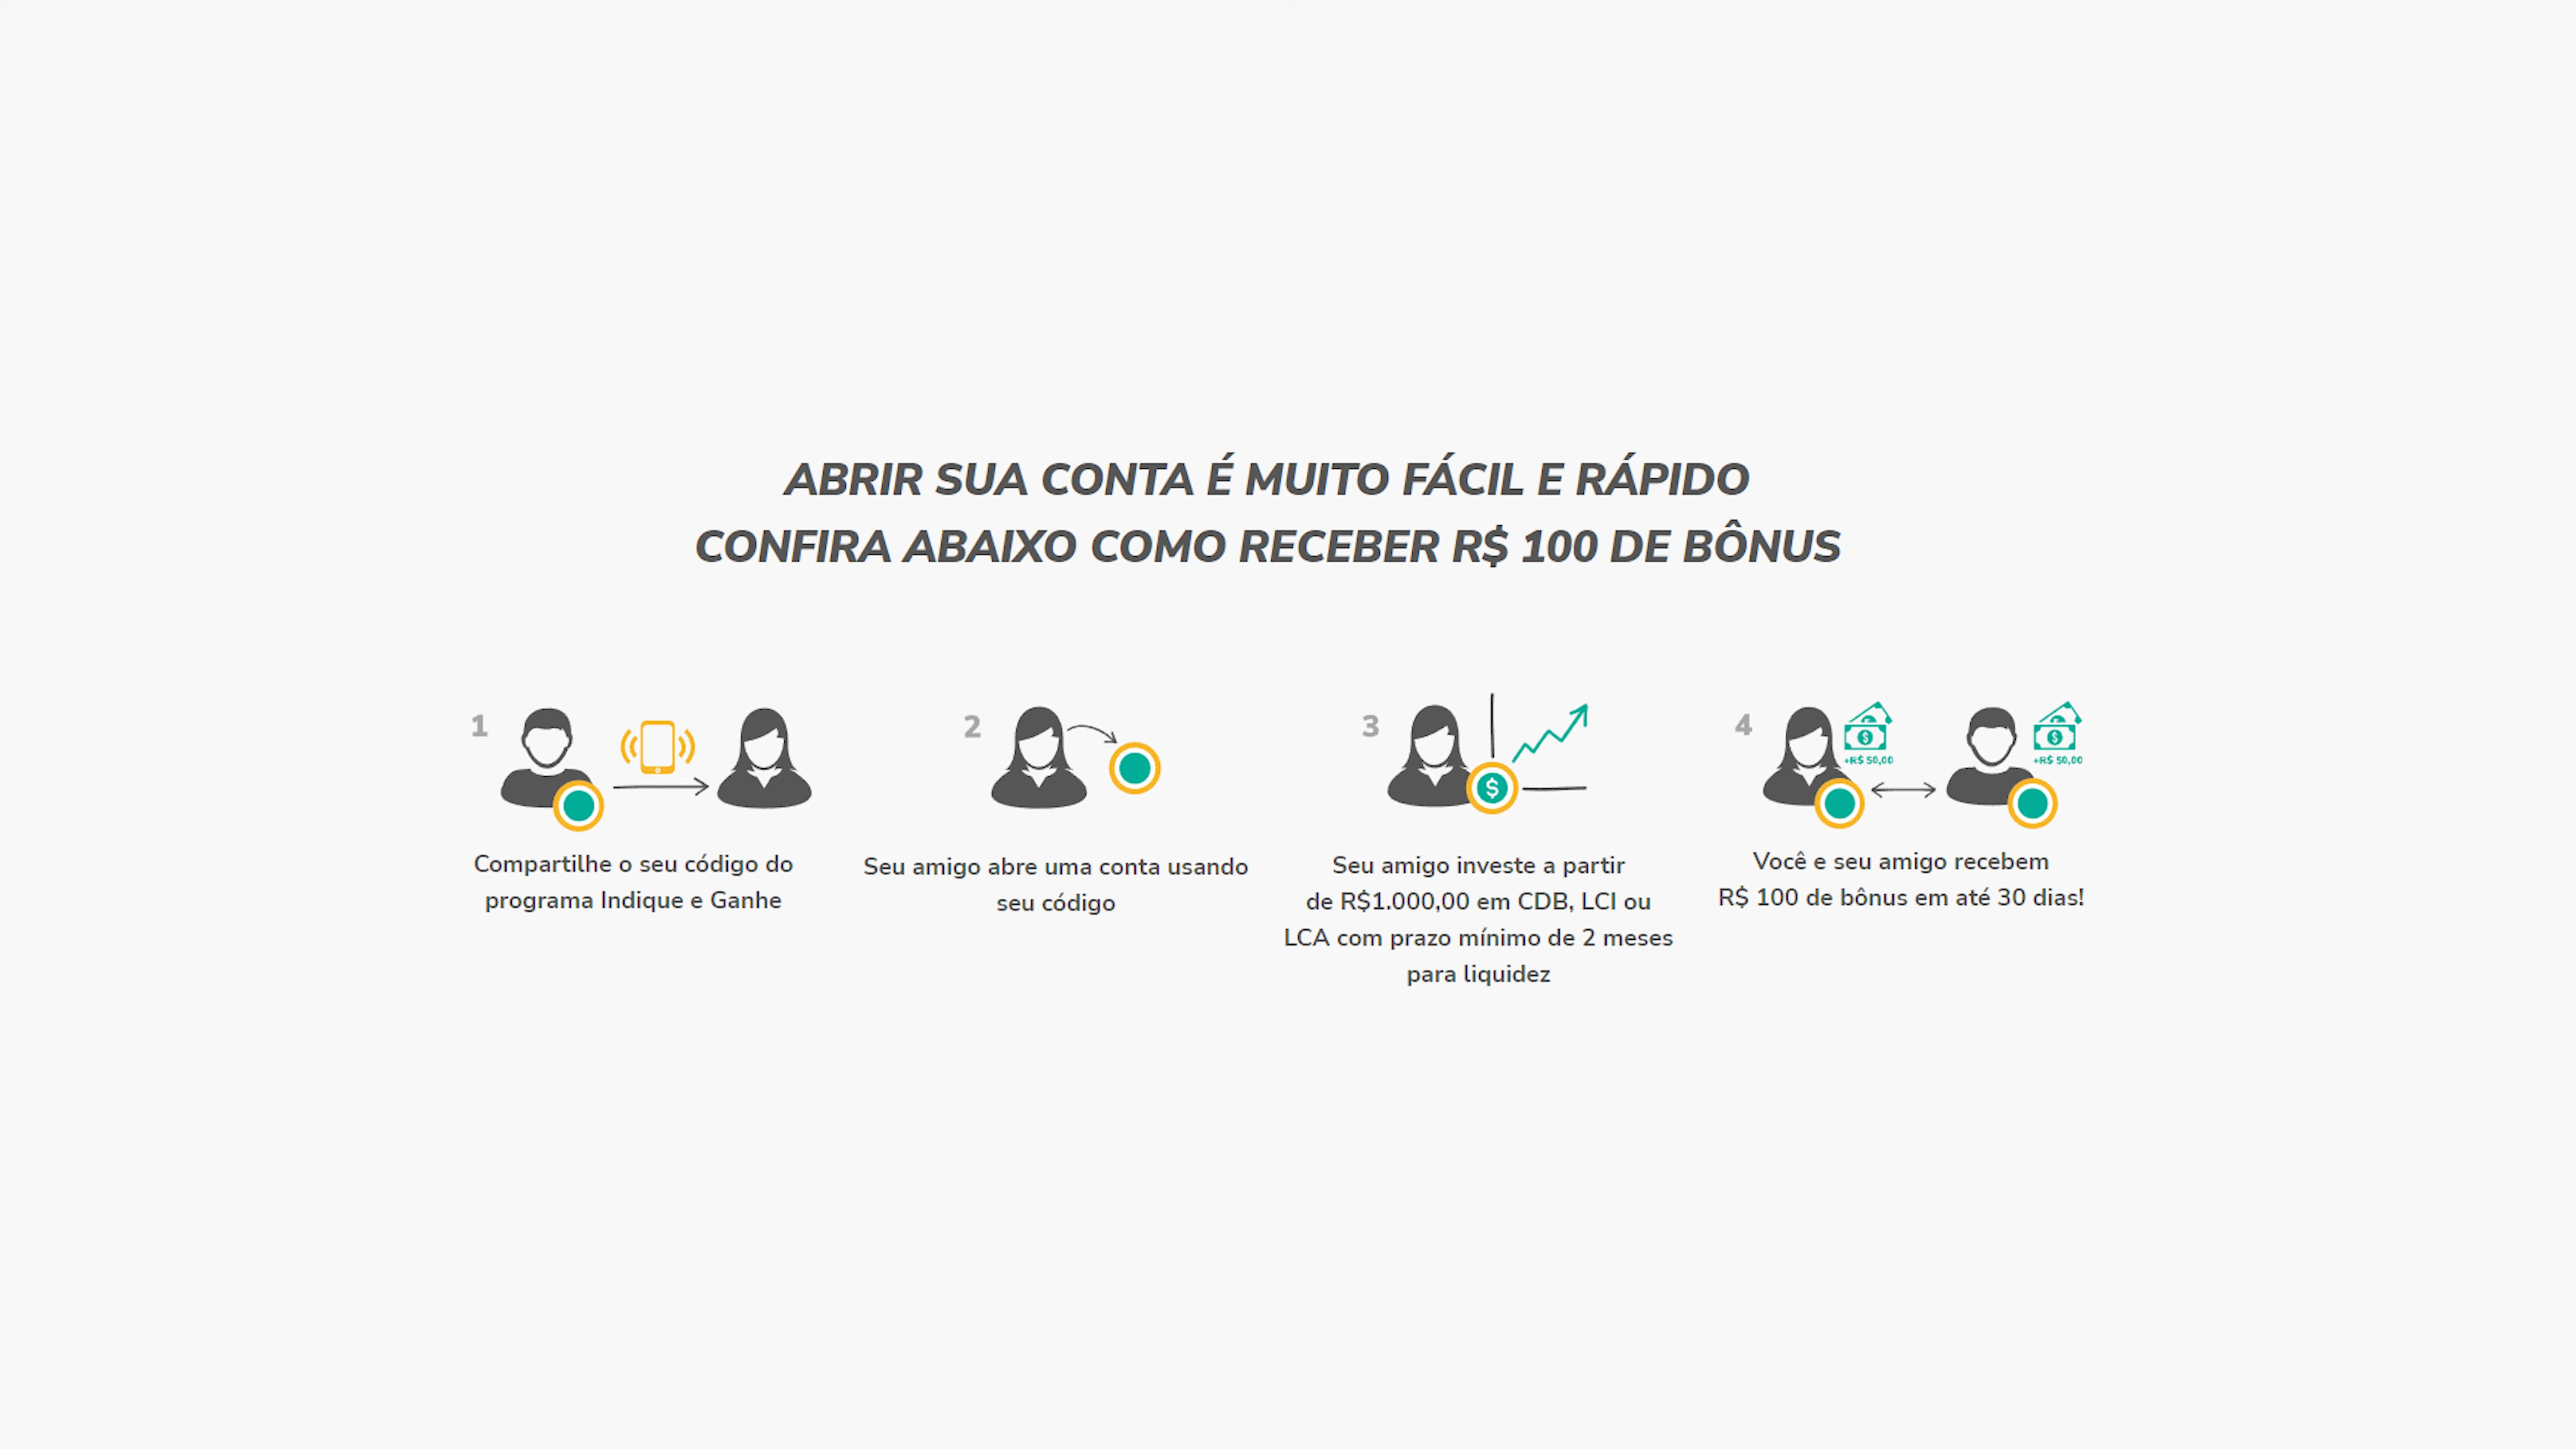 ABRIR SUA CONTA É MUITO FÁCIL E RÁPIDO
CONFIRA ABAIXO COMO RECEBER R$ 100 DE BÔNUS
1
Compartilhe o seu código do
programa Indique e Ganhe
2
Seu amigo abre uma conta usando
seu código
3
$
Seu amigo investe a partir
de R$1.000,00 em CDB, LCI ou
LCA com prazo mínimo de 2 meses
para liquidez
4
$
+R$ 50,00
$
+R$ 50,00
Você e seu amigo recebem
R$ 100 de bônus em até 30 dias!